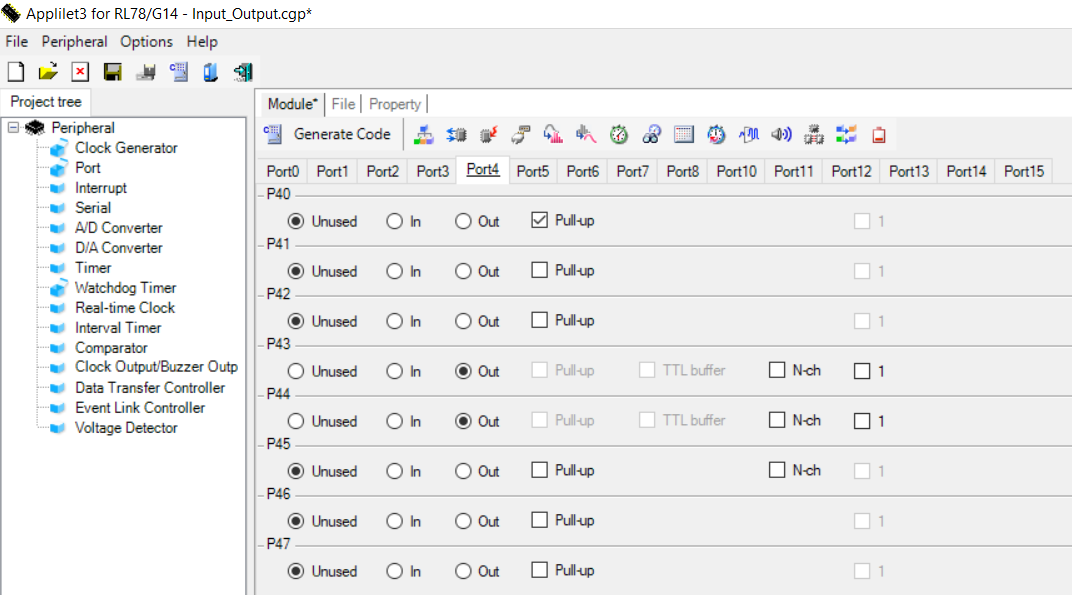 Applilet3 for RL78/G14 - Input_Output.cgp*
File Peripheral Options Help
Project tree
Peripheral
Clock Generator
Port
Interrupt
Serial
A/D Converter
D/A Converter
Timer
Watchdog Timer
Real-time Clock
Interval Timer
Comparator
Clock Output/Buzzer Outp
Data Transfer Controller
Event Link Controller
Voltage Detector
Module* File Property
Generate Code
Port0 Port1 Port2 Port3 Port4 Port5 Port6 Port7 Port8 Port10 Port11 Port12 Port13 Port14 Port15
P40
Unused In Out Pull-up 1
P41
Unused In Out Pull-up 1
P42
Unused In Out Pull-up 1
P43
Unused In Out Pull-up TTL buffer N-ch 1
P44
Unused In Out Pull-up TTL buffer N-ch 1
P45
Unused In Out Pull-up N-ch 1
P46
Unused In Out Pull-up 1
P47
Unused In Out Pull-up 1